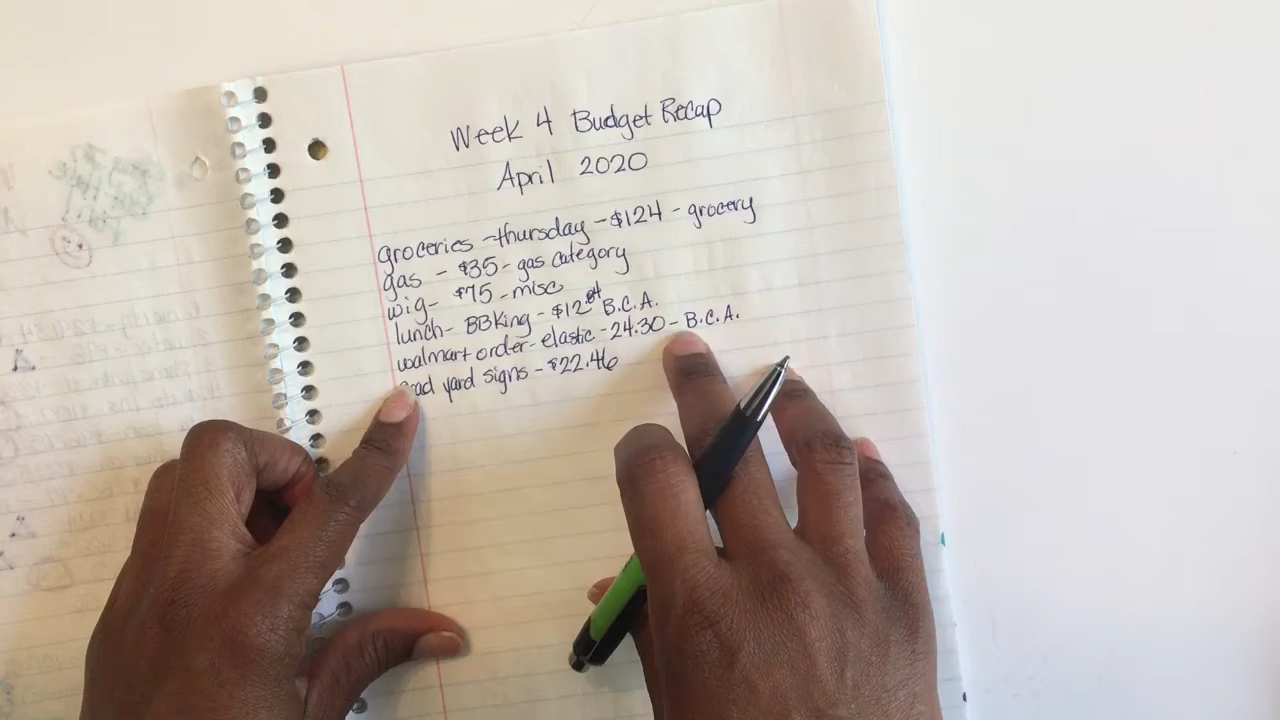 Week 4 Budget Recap
April 2020
groceries - thursday - $124 - grocery
gas - $35 - gas category
wig - $75 - misc
lunch - BBKing - $12 B.C.A.
walmart order - elastic - 24.30 - B.C.A.
yard signs - $22.46